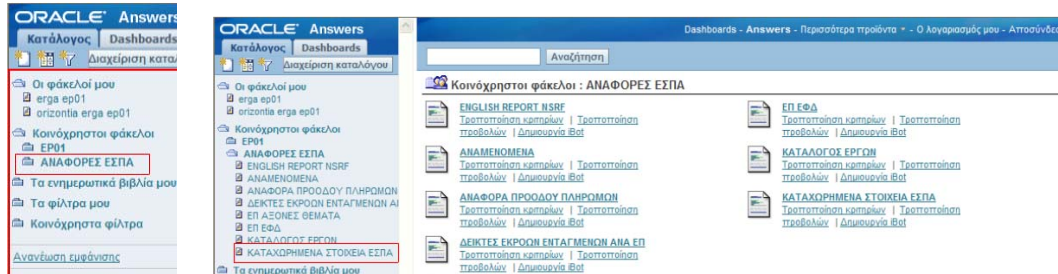 ORACLE Answers
Κατάλογος Dashboards
Διαχείριση
Οι φάκελοί μου
erga ep01
orizontia erga ep01
Κοινόχρηστοι φάκελοι
EP01
ΑΝΑΦΟΡΕΣ ΕΣΠΑ
Τα ενημερωτικά βιβλία μου
Τα φίλτρα μου
Κοινόχρηστα φίλτρα
Ανανέωση εμφάνισης
ORACLE Answers
Κατάλογος Dashboards
Διαχείριση καταλόγου
Οι φάκελοί μου
erga ep01
orizontia erga ep01
Κοινόχρηστοι φάκελοι
EP01
ΑΝΑΦΟΡΕΣ ΕΣΠΑ
ENGLISH REPORT NSRF
ΑΝΑΜΕΝΟΜΕΝΑ
ΑΝΑΦΟΡΑ ΠΡΟΟΔΟΥ ΠΛΗΡΩΜΩΝ
ΔΕΙΚΤΕΣ ΕΚΡΟΩΝ ΕΝΤΑΓΜΕΝΩΝ
ΕΠ ΑΞΟΝΕΣ ΘΕΜΑΤΑ
ΕΠ ΕΦΔ
ΚΑΤΑΛΟΓΟΣ ΕΡΓΩΝ
ΚΑΤΑΧΩΡΗΜΕΝΑ ΣΤΟΙΧΕΙΑ ΕΣΠΑ
Τα ενημερωτικά βιβλία μου
Dashboards - Answers - Περισσότερα προϊόντα - Ο λογαριασμός μου -
Αναζήτηση
Κοινόχρηστοι φάκελοι : ΑΝΑΦΟΡΕΣ ΕΣΠΑ
ENGLISH REPORT NSRF
Τροποποίηση κριτηρίων | Τροποποίηση
προβολών | Δημιουργία iBot
ΑΝΑΜΕΝΟΜΕΝΑ
Τροποποίηση κριτηρίων | Τροποποίηση
προβολών | Δημιουργία iBot
ΑΝΑΦΟΡΑ ΠΡΟΟΔΟΥ ΠΛΗΡΩΜΩΝ
Τροποποίηση κριτηρίων | Τροποποίηση
προβολών | Δημιουργία iBot
ΔΕΙΚΤΕΣ ΕΚΡΟΩΝ ΕΝΤΑΓΜΕΝΩΝ ΑΝΑ ΕΠ
Τροποποίηση κριτηρίων | Τροποποίηση
προβολών | Δημιουργία iBot
ΕΠ ΕΦΔ
Τροποποίηση κριτηρίων | Τροποποίηση
προβολών | Δημιουργία iBot
ΚΑΤΑΛΟΓΟΣ ΕΡΓΩΝ
Τροποποίηση κριτηρίων | Τροποποίηση
προβολών | Δημιουργία iBot
ΚΑΤΑΧΩΡΗΜΕΝΑ ΣΤΟΙΧΕΙΑ ΕΣΠΑ
Τροποποίηση κριτηρίων | Τροποποίηση
προβολών | Δημιουργία iBot